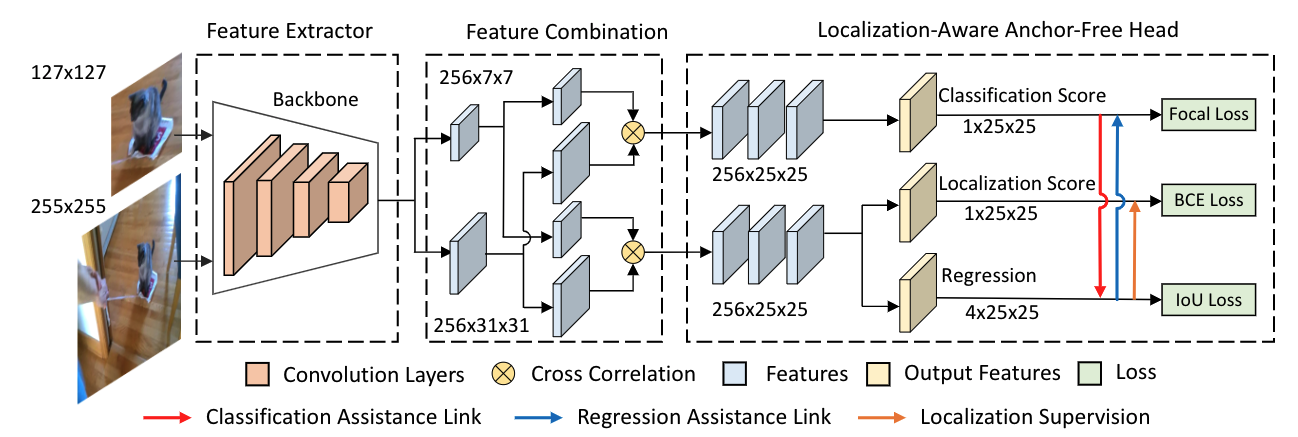 Feature Extractor
Feature Combination
Localization-Aware Anchor-Free Head
127x127
Backbone
256x7x7
Classification Score
1x25x25
Focal Loss
256x25x25
255x255
Localization Score
1x25x25
BCE Loss
Regression
4x25x25
IoU Loss
256x31x31
256x25x25
Convolution Layers
Cross Correlation
Features
Output Features
Loss
Classification Assistance Link
Regression Assistance Link
Localization Supervision